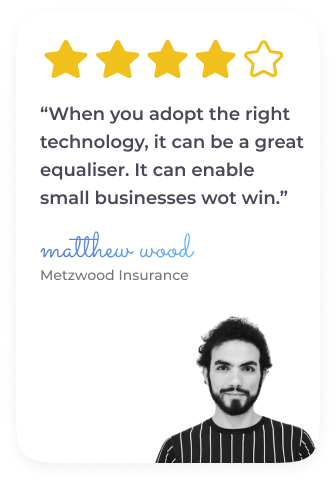 “When you adopt the right
technology, it can be a great
equaliser. It can enable
small businesses wot win.”
matthew wood
Metzwood Insurance